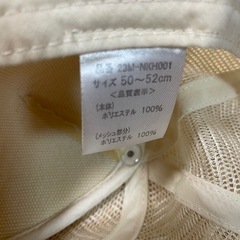 品番 23M-NKH001
サイズ 50～52cm
＜品質表示＞
(本体)
ポリエステル 100%
(メッシュ部分)
ポリエステル 100%